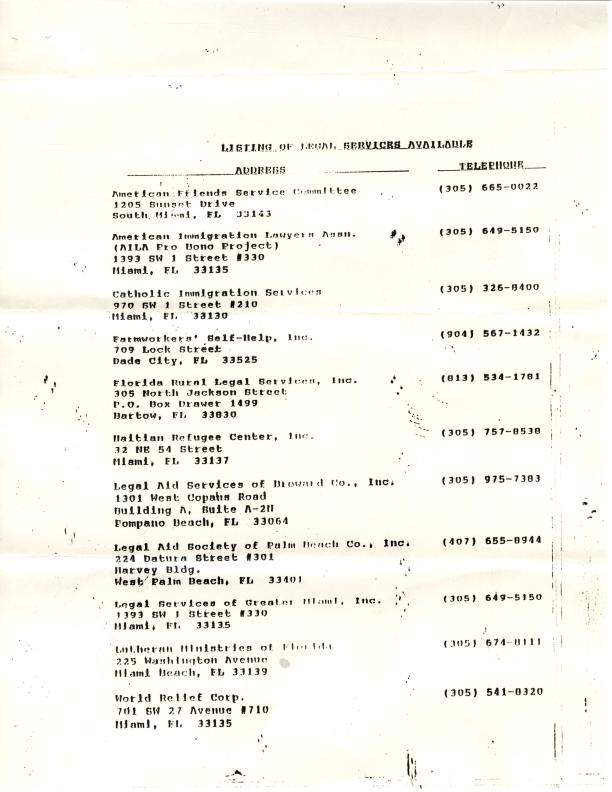 LISTING OF LEGAL SERVICES AVAILABLE
ADDRESS TELEPHONE
American Friends Service Committee (305) 665-0022
1205 Sunset Drive
South Miami, FL 33143
American Immigration Lawyers Assn. (305) 649-5150
(AILA Pro Bono Project)
1393 SW 1 Street #330
Miami, FL 33135
Catholic Immigration Services (305) 326-8400
970 SW 1 Street #210
Miami, FL 33130
Farmworkers' Self-Help, Inc. (904) 567-1432
709 Lock Street
Dade City, FL 33525
Florida Rural Legal Services, Inc. (813) 534-1781
305 North Jackson Street
P.O. Box Drawer 1499
Bartow, FL 33830
Haitian Refugee Center, Inc. (305) 757-8538
32 NE 54 Street
Miami, FL 33137
Legal Aid Services of Broward Co., Inc. (305) 975-7383
1301 West Copahs Road
Building A, Suite A-2H
Pompano Beach, FL 33064
Legal Aid Society of Palm Beach Co., Inc. (407) 655-8944
224 Datura Street #301
Harvey Bldg.
West Palm Beach, FL 33401
Legal Services of Greater Miami, Inc. (305) 649-5150
1393 SW 1 Street #330
Miami, FL 33135
Lutheran Ministries of Florida (305) 674-8111
225 Washington Avenue
Miami Beach, FL 33139
World Relief Corp. (305) 541-8320
701 SW 27 Avenue #710
Miami, FL 33135